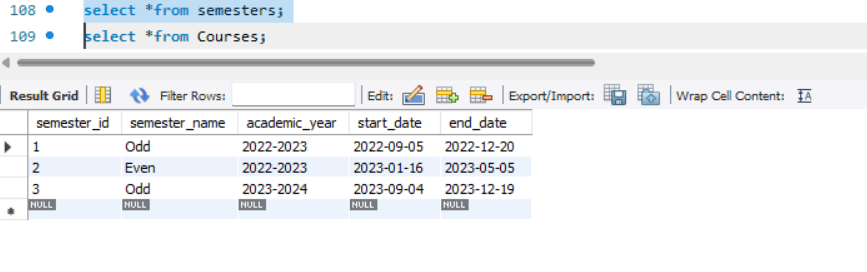 108 select *from semesters;
109 select *from Courses;
Result Grid Filter Rows: Edit: Export/Import: Wrap Cell Content:
semester_id semester_name academic_year start_date end_date
1 Odd 2022-2023 2022-09-05 2022-12-20
2 Even 2022-2023 2023-01-16 2023-05-05
3 Odd 2023-2024 2023-09-04 2023-12-19
NULL NULL NULL NULL NULL